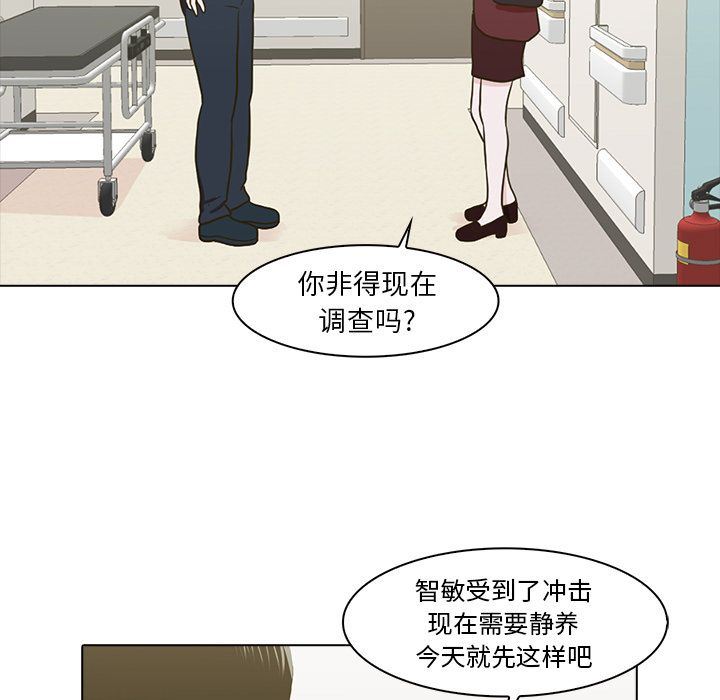 你非得现在
调查吗?
智敏受到了冲击
现在需要静养
今天就先这样吧